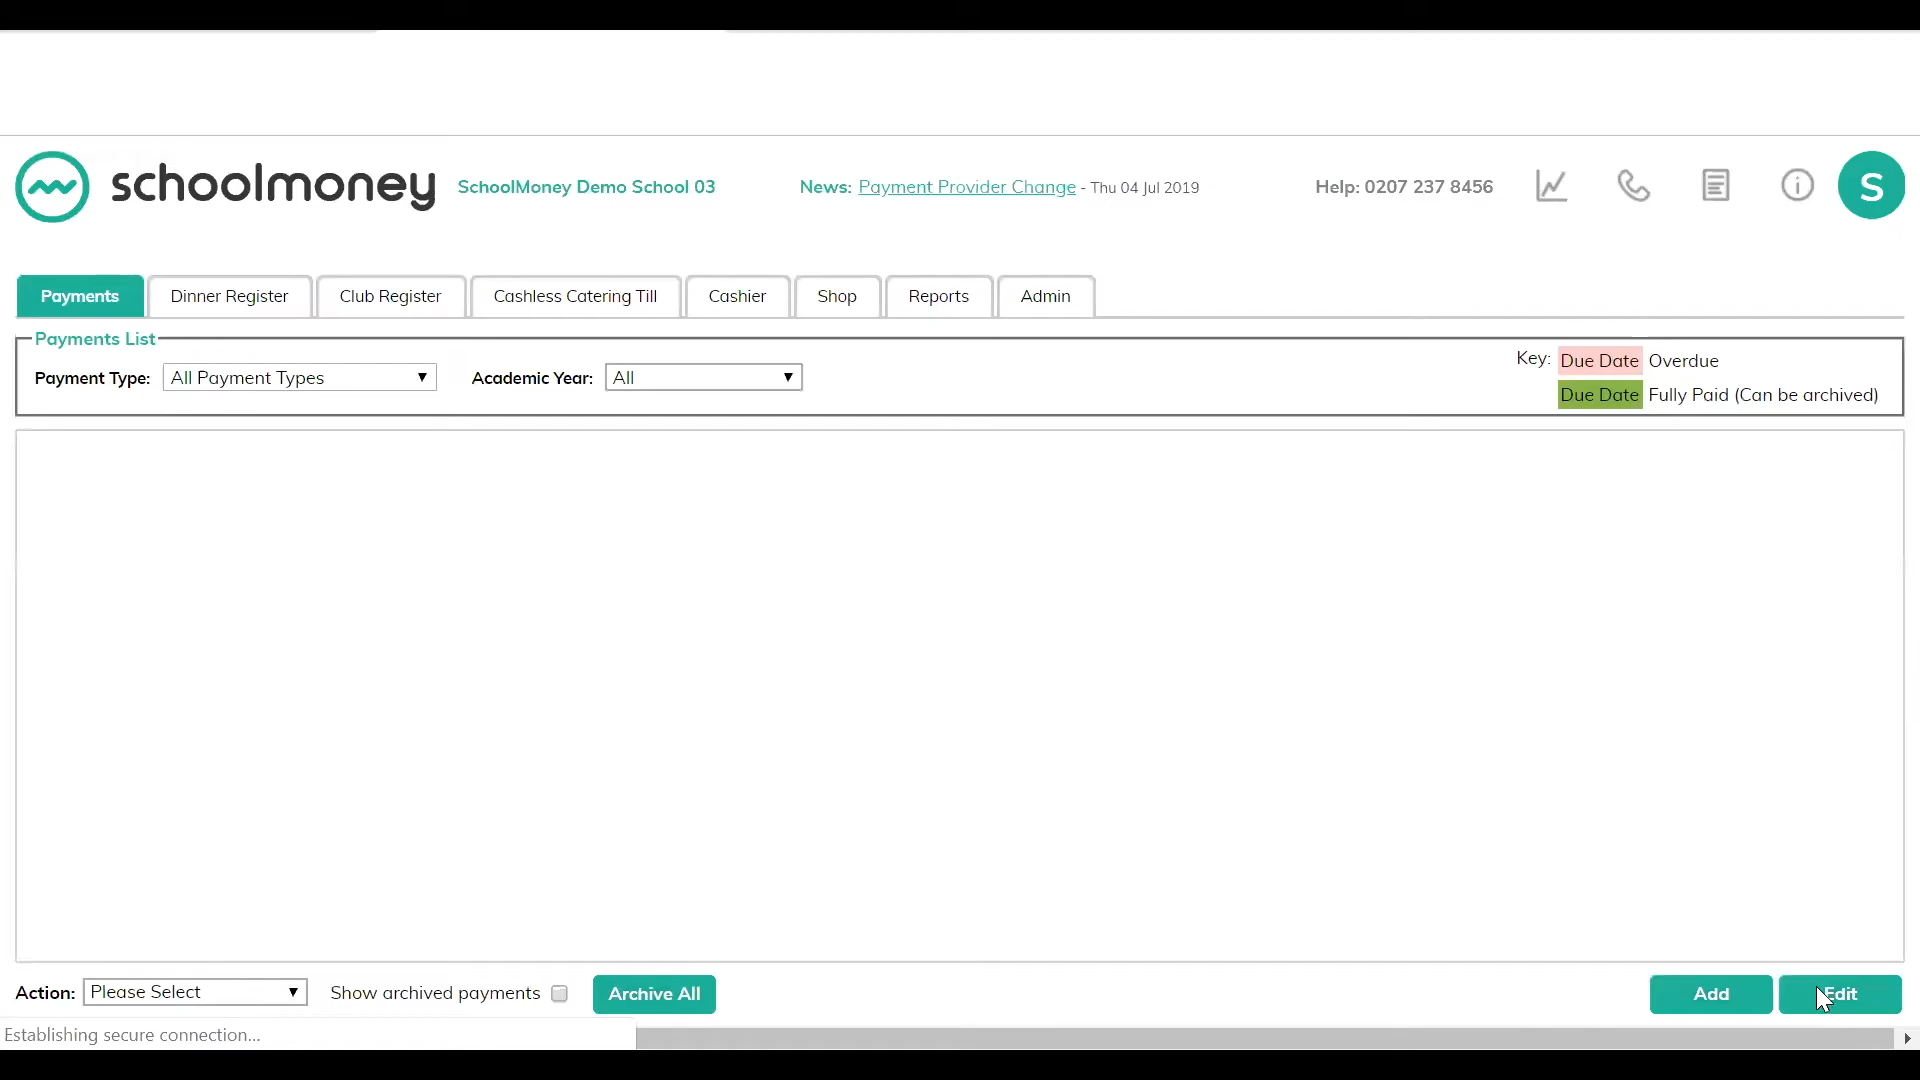 schoolmoney SchoolMoney Demo School 03 News: Payment Provider Change - Thu 04 Jul 2019 Help: 0207 237 8456 S
Payments Dinner Register Club Register Cashless Catering Till Cashier Shop Reports Admin
Payments List
Payment Type: All Payment Types Academic Year: All
Key: Due Date Overdue
Due Date Fully Paid (Can be archived)
Action: Please Select Show archived payments Archive All Add Edit
Establishing secure connection...